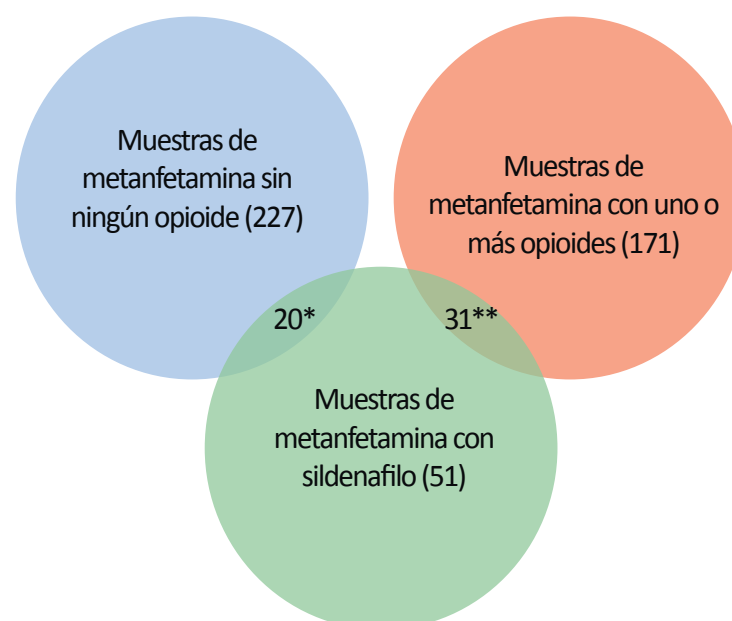 Muestras de
metanfetamina sin
ningún opioide (227)
Muestras de
metanfetamina con uno o
más opioides (171)
20*
31**
Muestras de
metanfetamina con
sildenafilo (51)